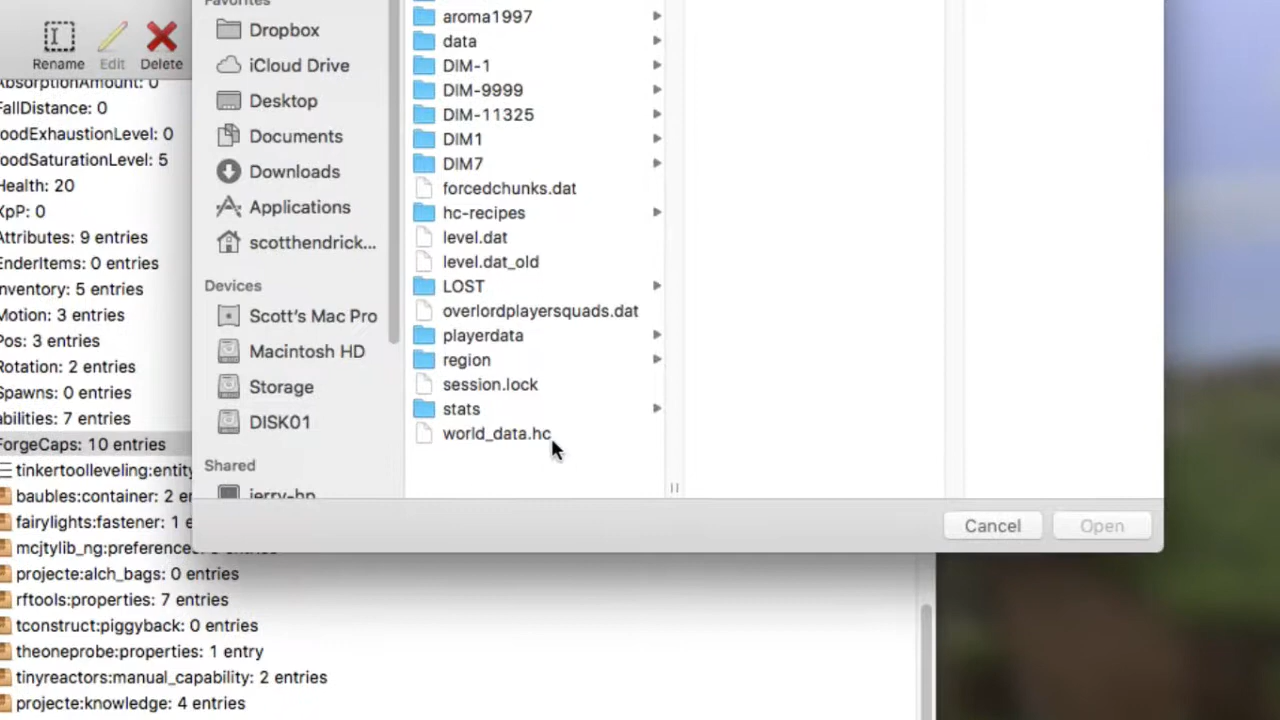 Rename
Edit
Delete
AbsorptionAmount: 0
FallDistance: 0
oodExhaustionLevel: 0
oodSaturationLevel: 5
Health: 20
XpP: 0
Attributes: 9 entries
EnderItems: 0 entries
nventory: 5 entries
Motion: 3 entries
Pos: 3 entries
Rotation: 2 entries
Spawns: 0 entries
abilities: 7 entries
ForgeCaps: 10 entries
tinkertoolleveling:entity
baubles:container: 2 er
fairylights:fastener: 1 e
mcjtylib_ng:preferences
projecte:alch_bags: 0 entries
rftools:properties: 7 entries
tconstruct:piggyback: 0 entries
theoneprobe:properties: 1 entry
tinyreactors:manual_capability: 2 entries
projecte:knowledge: 4 entries
Favorites
Dropbox
iCloud Drive
Desktop
Documents
Downloads
Applications
scotthendrick...
Devices
Scott's Mac Pro
Macintosh HD
Storage
DISK01
Shared
jerry-hp
aroma1997
data
DIM-1
DIM-9999
DIM-11325
DIM1
DIM7
forcedchunks.dat
hc-recipes
level.dat
level.dat_old
LOST
overlordplayersquads.dat
playerdata
region
session.lock
stats
world_data.hc
Cancel
Open